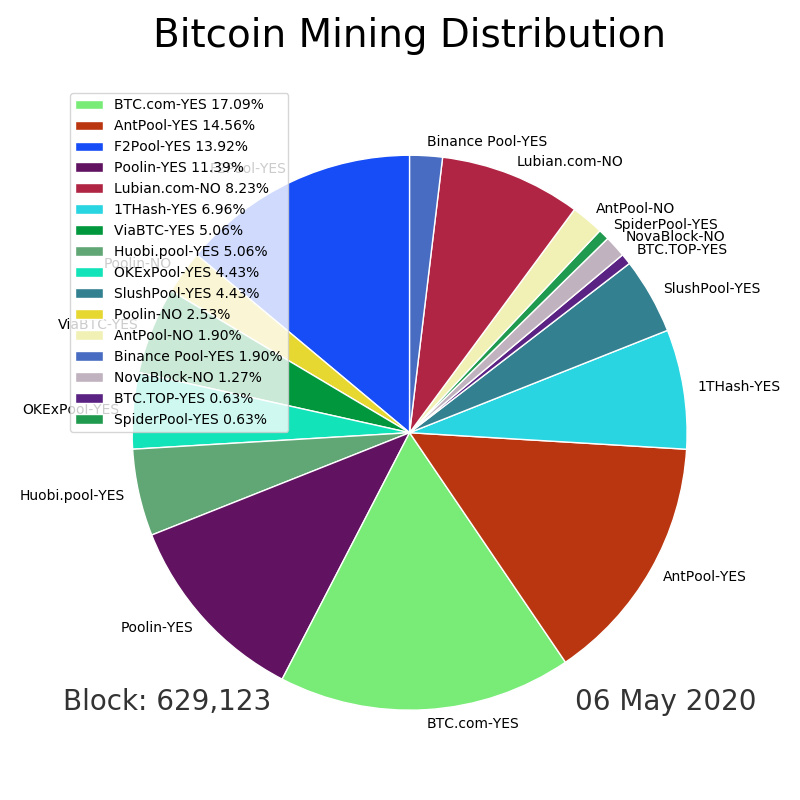 Bitcoin Mining Distribution
BTC.com-YES 17.09%
AntPool-YES 14.56%
F2Pool-YES 13.92%
Poolin-YES 11.39%
Lubian.com-NO 8.23%
1THash-YES 6.96%
ViaBTC-YES 5.06%
Huobi.pool-YES 5.06%
OKExPool-YES 4.43%
SlushPool-YES 4.43%
Poolin-NO 2.53%
AntPool-NO 1.90%
Binance Pool-YES 1.90%
NovaBlock-NO 1.27%
BTC.TOP-YES 0.63%
SpiderPool-YES 0.63%
Binance Pool-YES
Lubian.com-NO
AntPool-NO
SpiderPool-YES
NovaBlock-NO
BTC.TOP-YES
SlushPool-YES
1THash-YES
AntPool-YES
BTC.com-YES
Poolin-YES
Huobi.pool-YES
OKExPool-YES
ViaBTC-YES
Poolin-NO
F2Pool-YES
Block: 629,123
06 May 2020